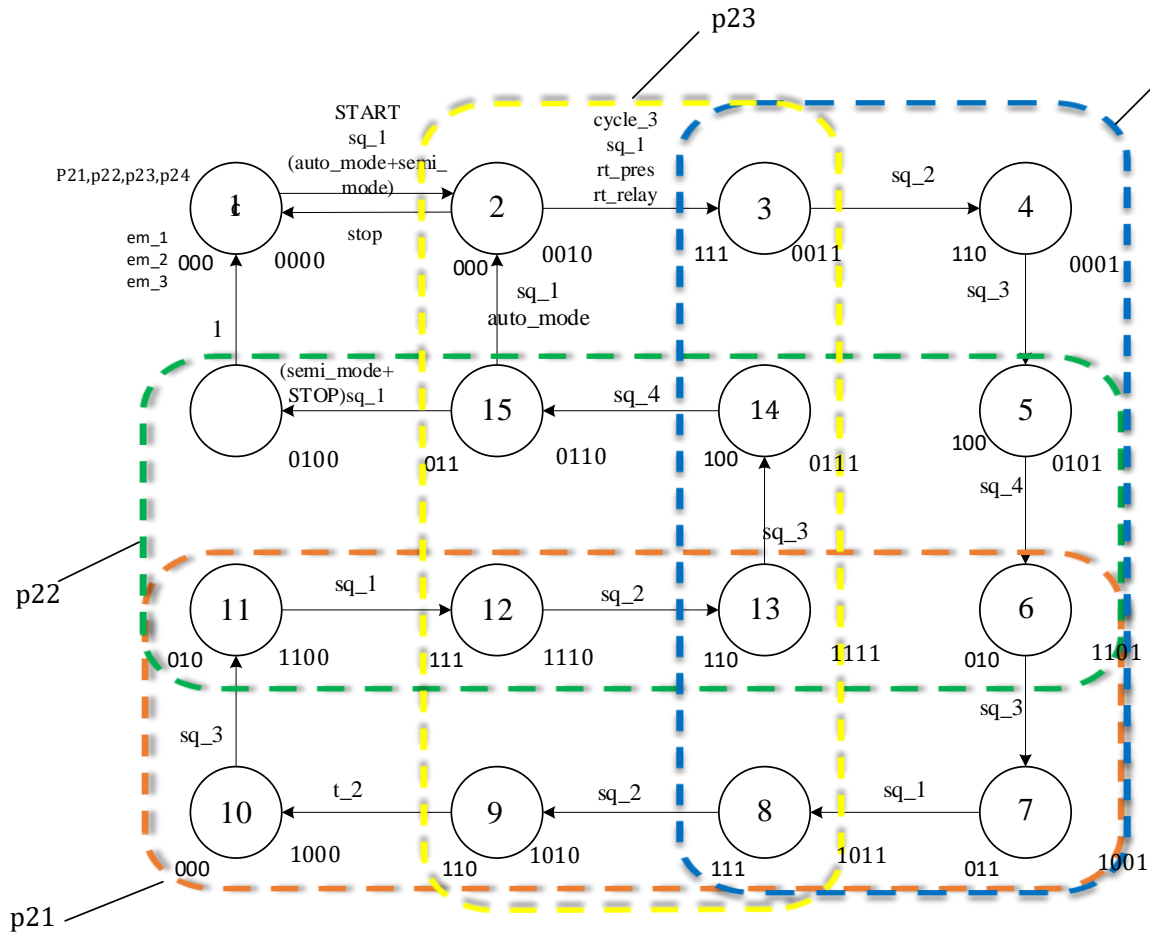 p23
START
sq_1
(auto_mode+semi_
mode)
cycle_3
sq_1
rt_pres
rt_relay
P21,p22,p23,p24
1
2
3
sq_2
4
stop
em_1
em_2
em_3
000
0000
000
0010
111
0011
110
0001
sq_1
auto_mode
sq_3
1
(semi_mode+
STOP)sq_1
15
sq_4
14
5
0100
011
0110
100
0111
100
0101
sq_4
sq_3
p22
11
sq_1
12
sq_2
13
6
010
1100
111
1110
110
1111
010
1101
sq_3
sq_3
10
t_2
9
sq_2
8
sq_1
7
000
1000
110
1010
111
1011
011
1001
p21